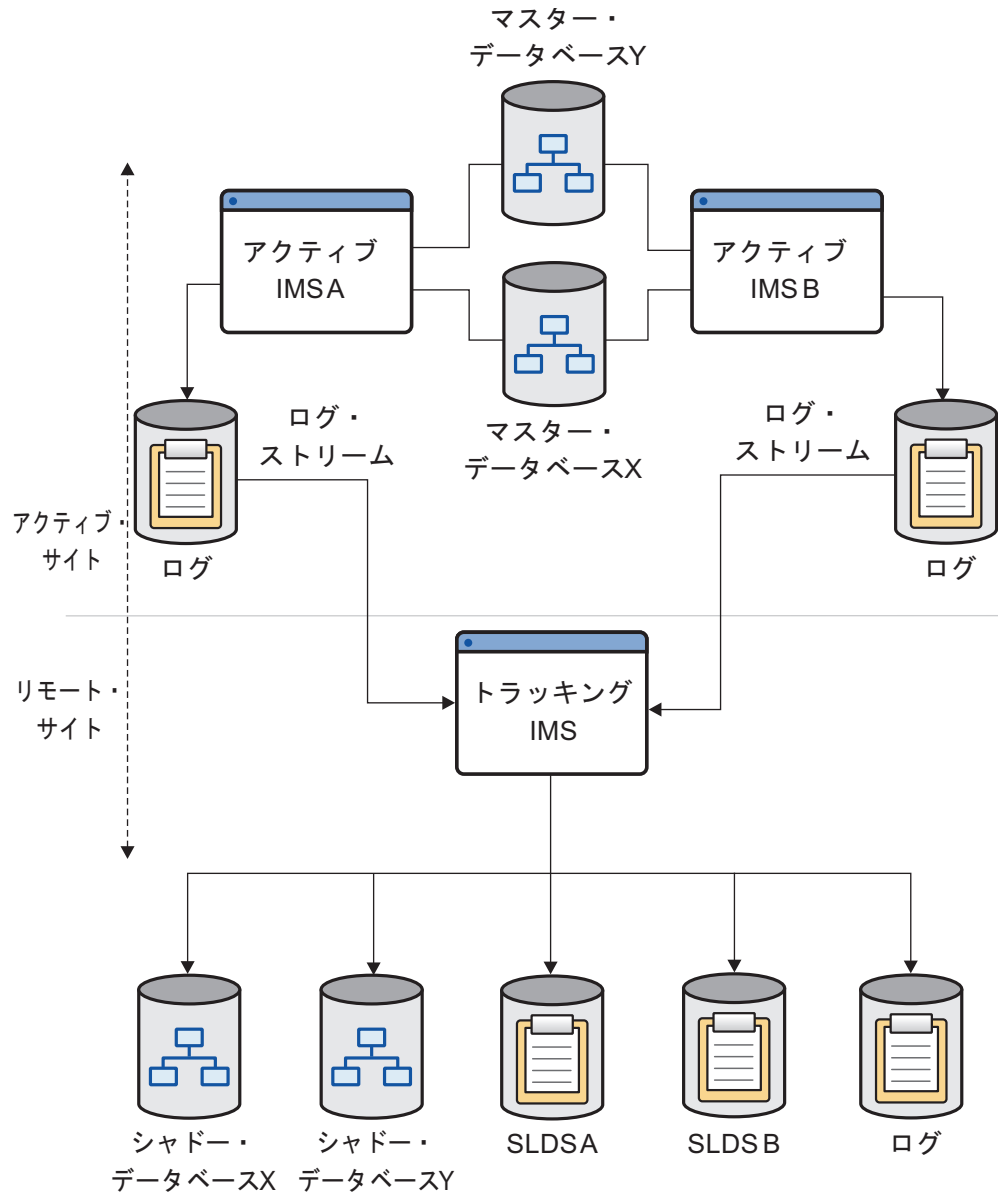 マスター・
データベースY
アクティブ
IMS A
アクティブ
IMS B
マスター・
データベースX
ログ・
ストリーム
ログ・
ストリーム
アクティブ・
サイト
ログ
ログ
リモート・
サイト
トラッキング
IMS
シャドー・
データベースX
シャドー・
データベースY
SLDS A
SLDS B
ログ